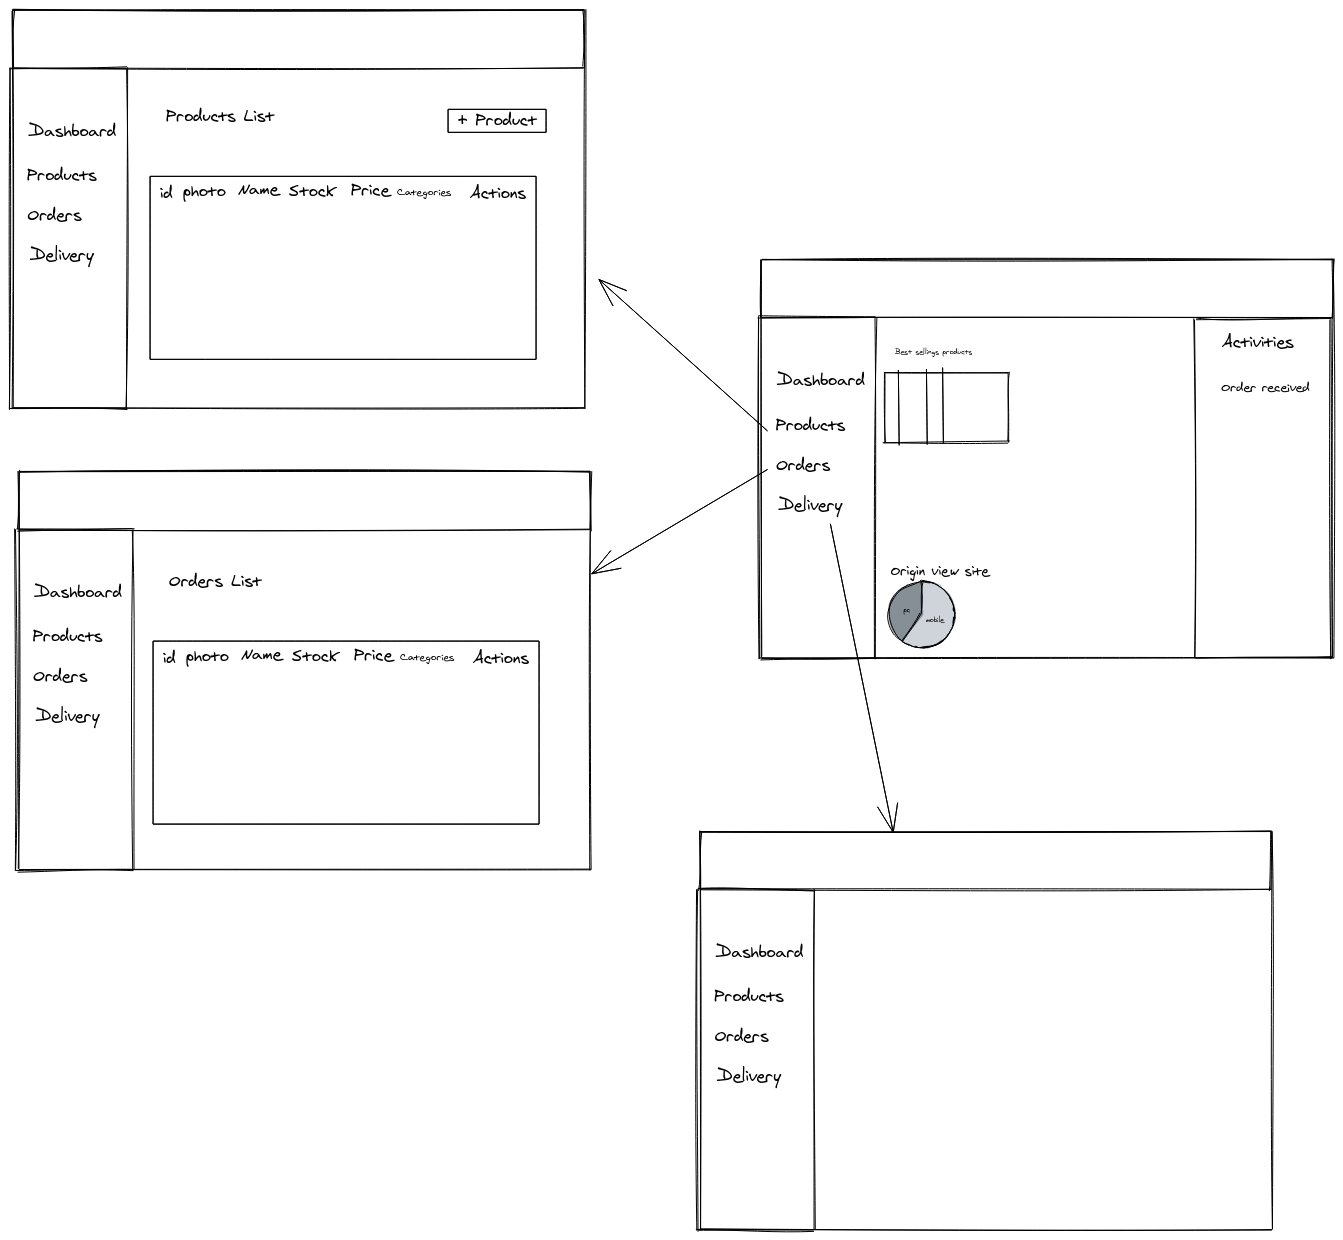 Products List
+ Product
Dashboard
Products
Orders
Delivery
id photo Name Stock Price Categories Actions
Activities
Best sellings products
Order received
Dashboard
Products
Orders
Delivery
Origin view site
pc
mobile
Orders List
Dashboard
Products
Orders
Delivery
id photo Name Stock Price Categories Actions
Dashboard
Products
Orders
Delivery